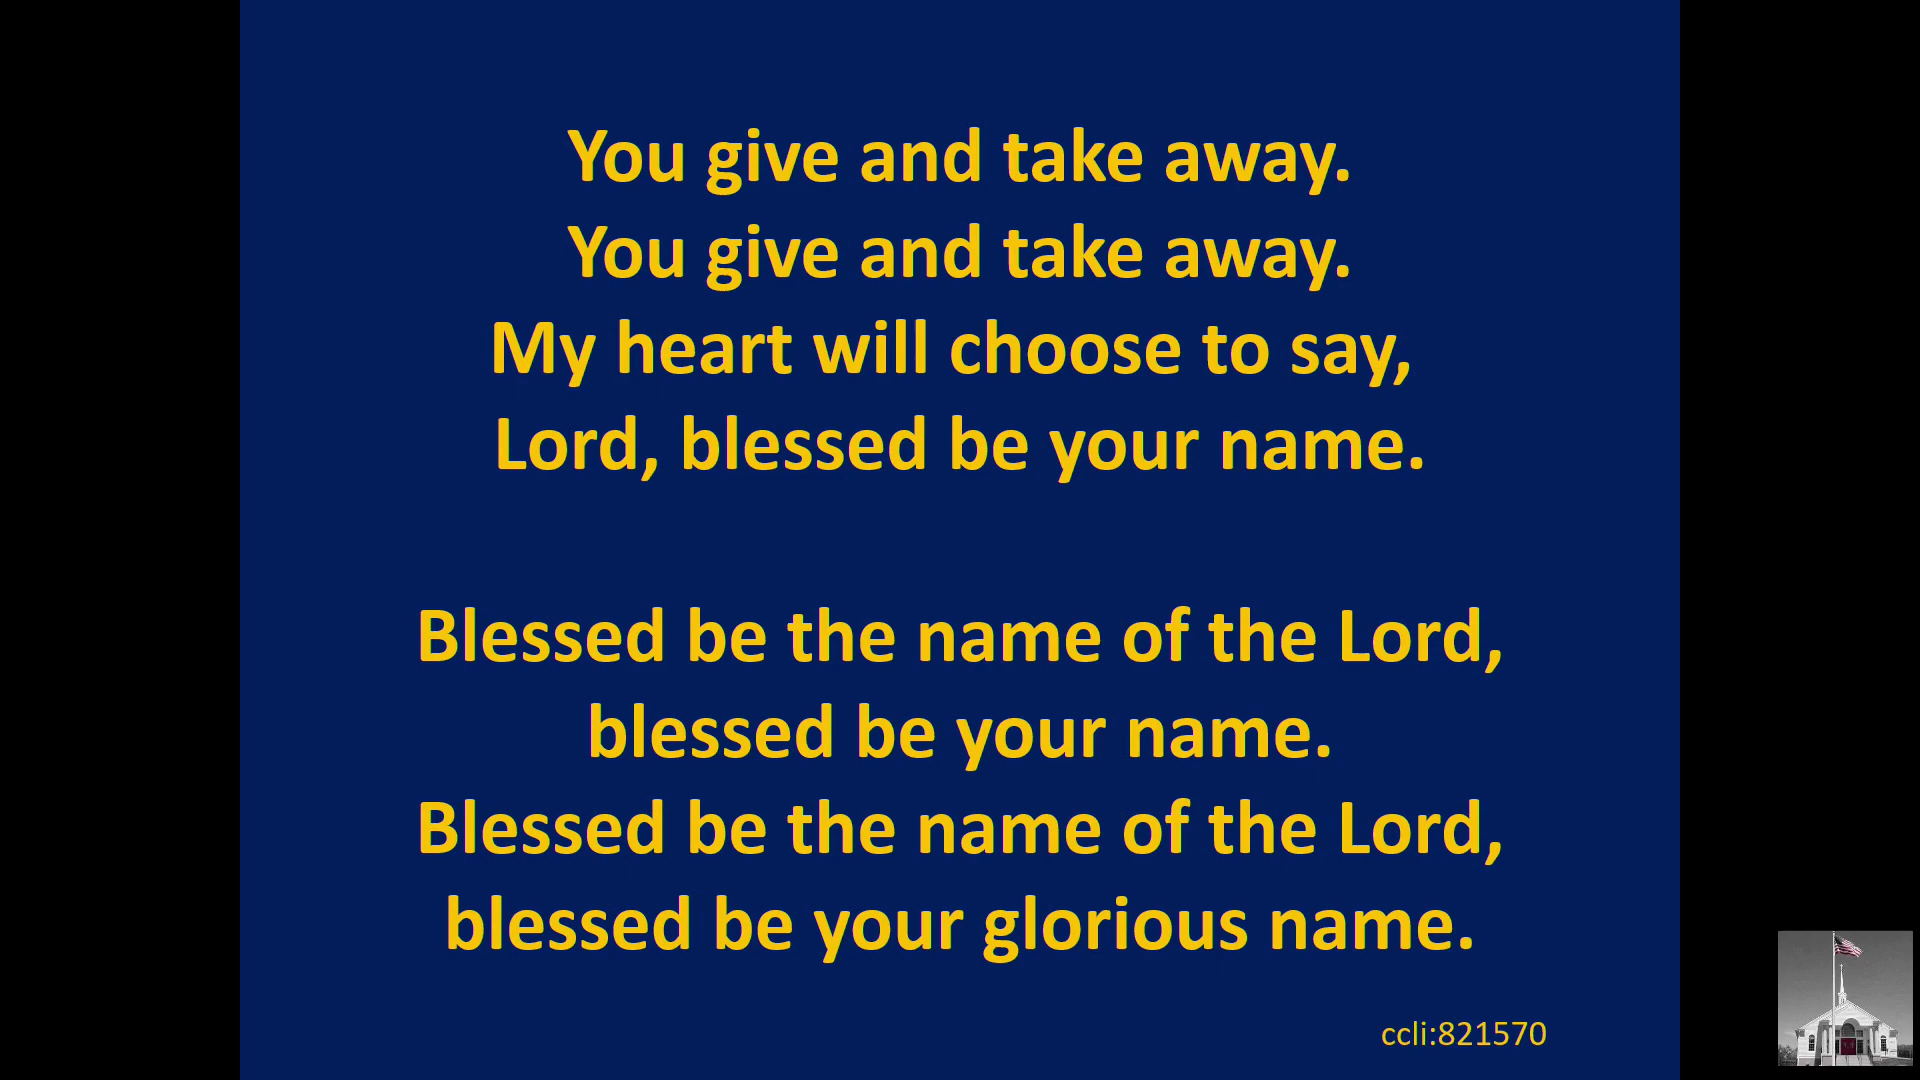 You give and take away.
You give and take away.
My heart will choose to say,
Lord, blessed be your name.
Blessed be the name of the Lord,
blessed be your name.
Blessed be the name of the Lord,
blessed be your glorious name.
ccli:821570